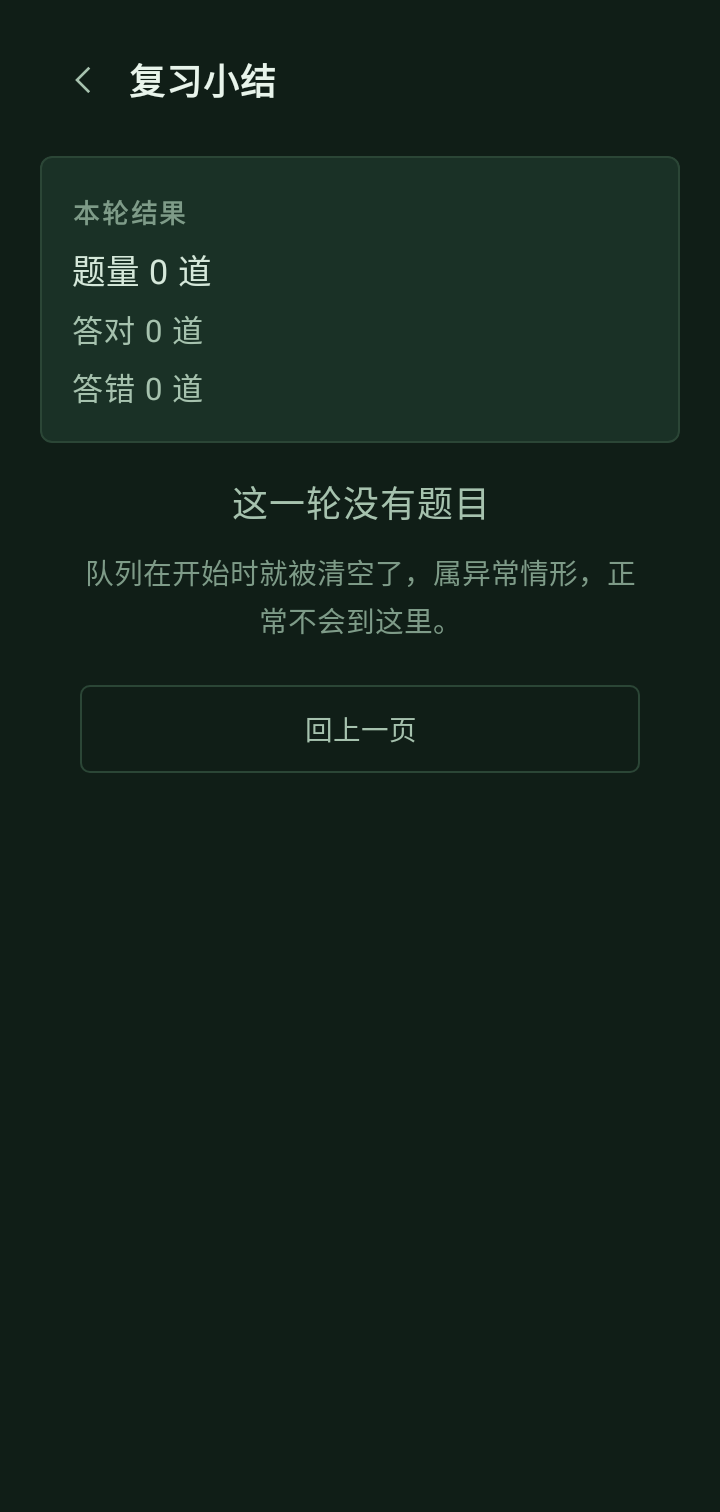 复习小结
本轮结果
题量 0 道
答对 0 道
答错 0 道
这一轮没有题目
队列在开始时就被清空了，属异常情形，正
常不会到这里。
回上一页